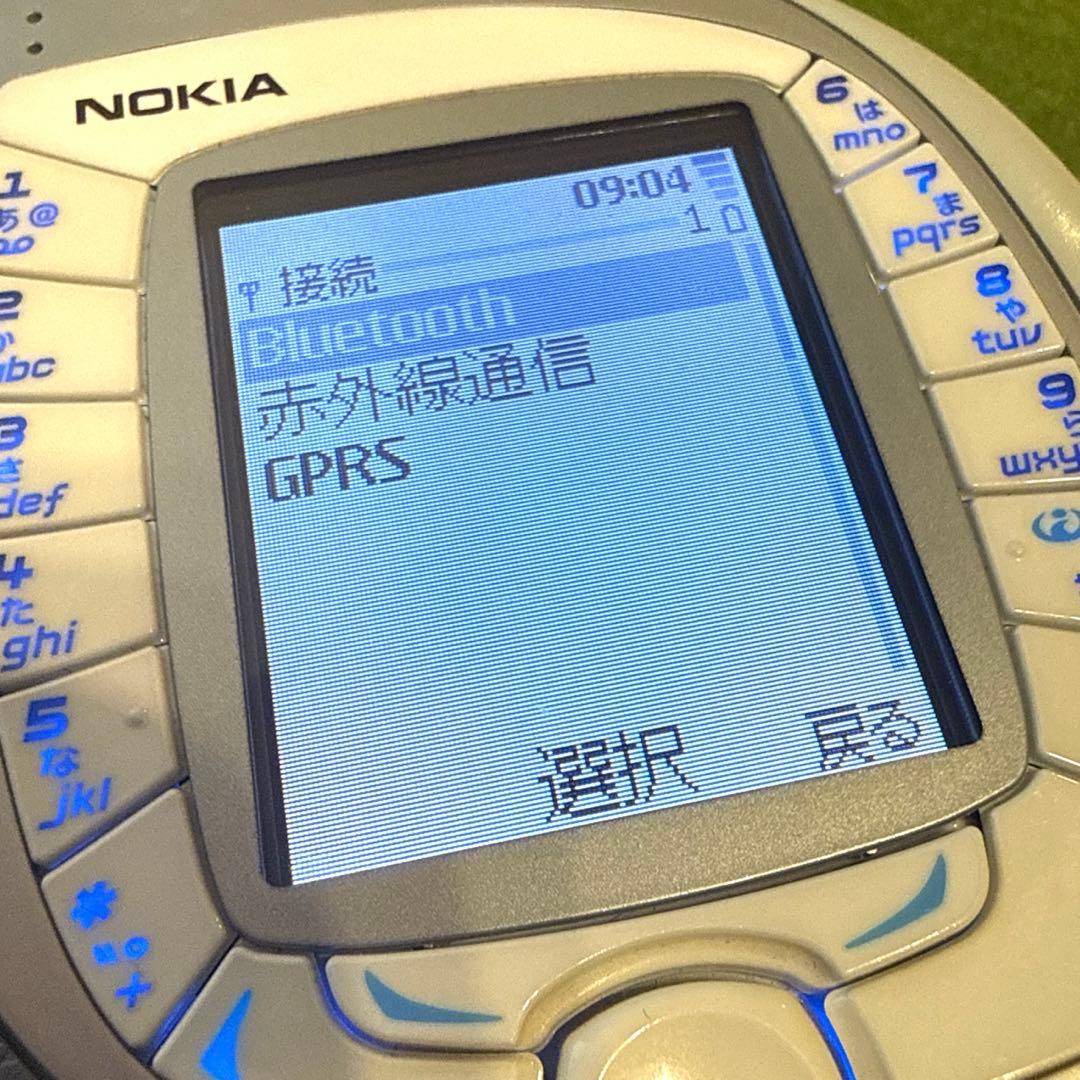 NOKIA
09:04
接続 1
Bluetooth
赤外線通信
GPRS
選択 戻る
1
あ @
2
か
abc
3
さ
def
4
た
ghi
5
な
jkl
*
6
は
mno
7
ま
pqrs
8
や
tuv
9
ら
wxy